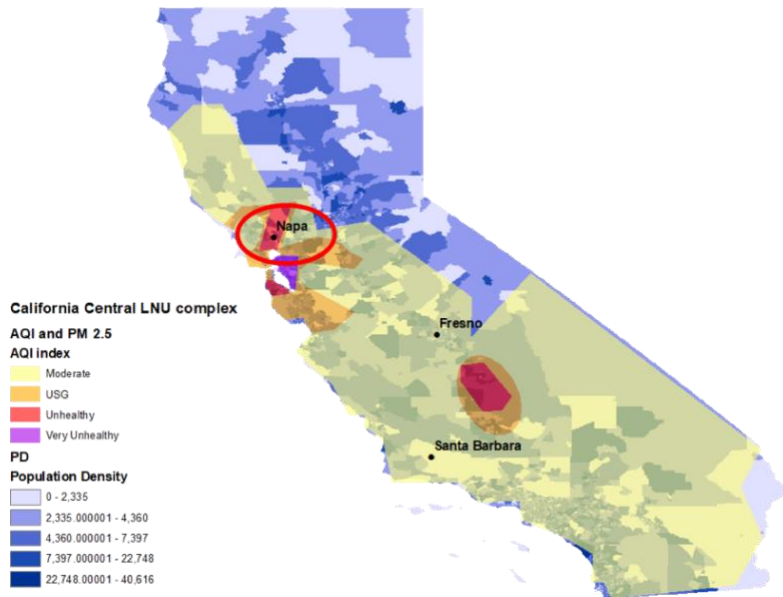 Napa
Fresno
Santa Barbara
California Central LNU complex
AQI and PM 2.5
AQI index
Moderate
USG
Unhealthy
Very Unhealthy
PD
Population Density
0 - 2,335
2,335.000001 - 4,360
4,360.000001 - 7,397
7,397.000001 - 22,748
22,748.00001 - 40,616